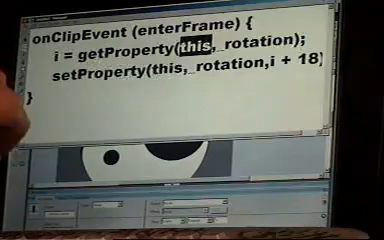 onClipEvent (enterFrame) {
i = getProperty(this,_rotation);
setProperty(this,_rotation,i + 18)
}